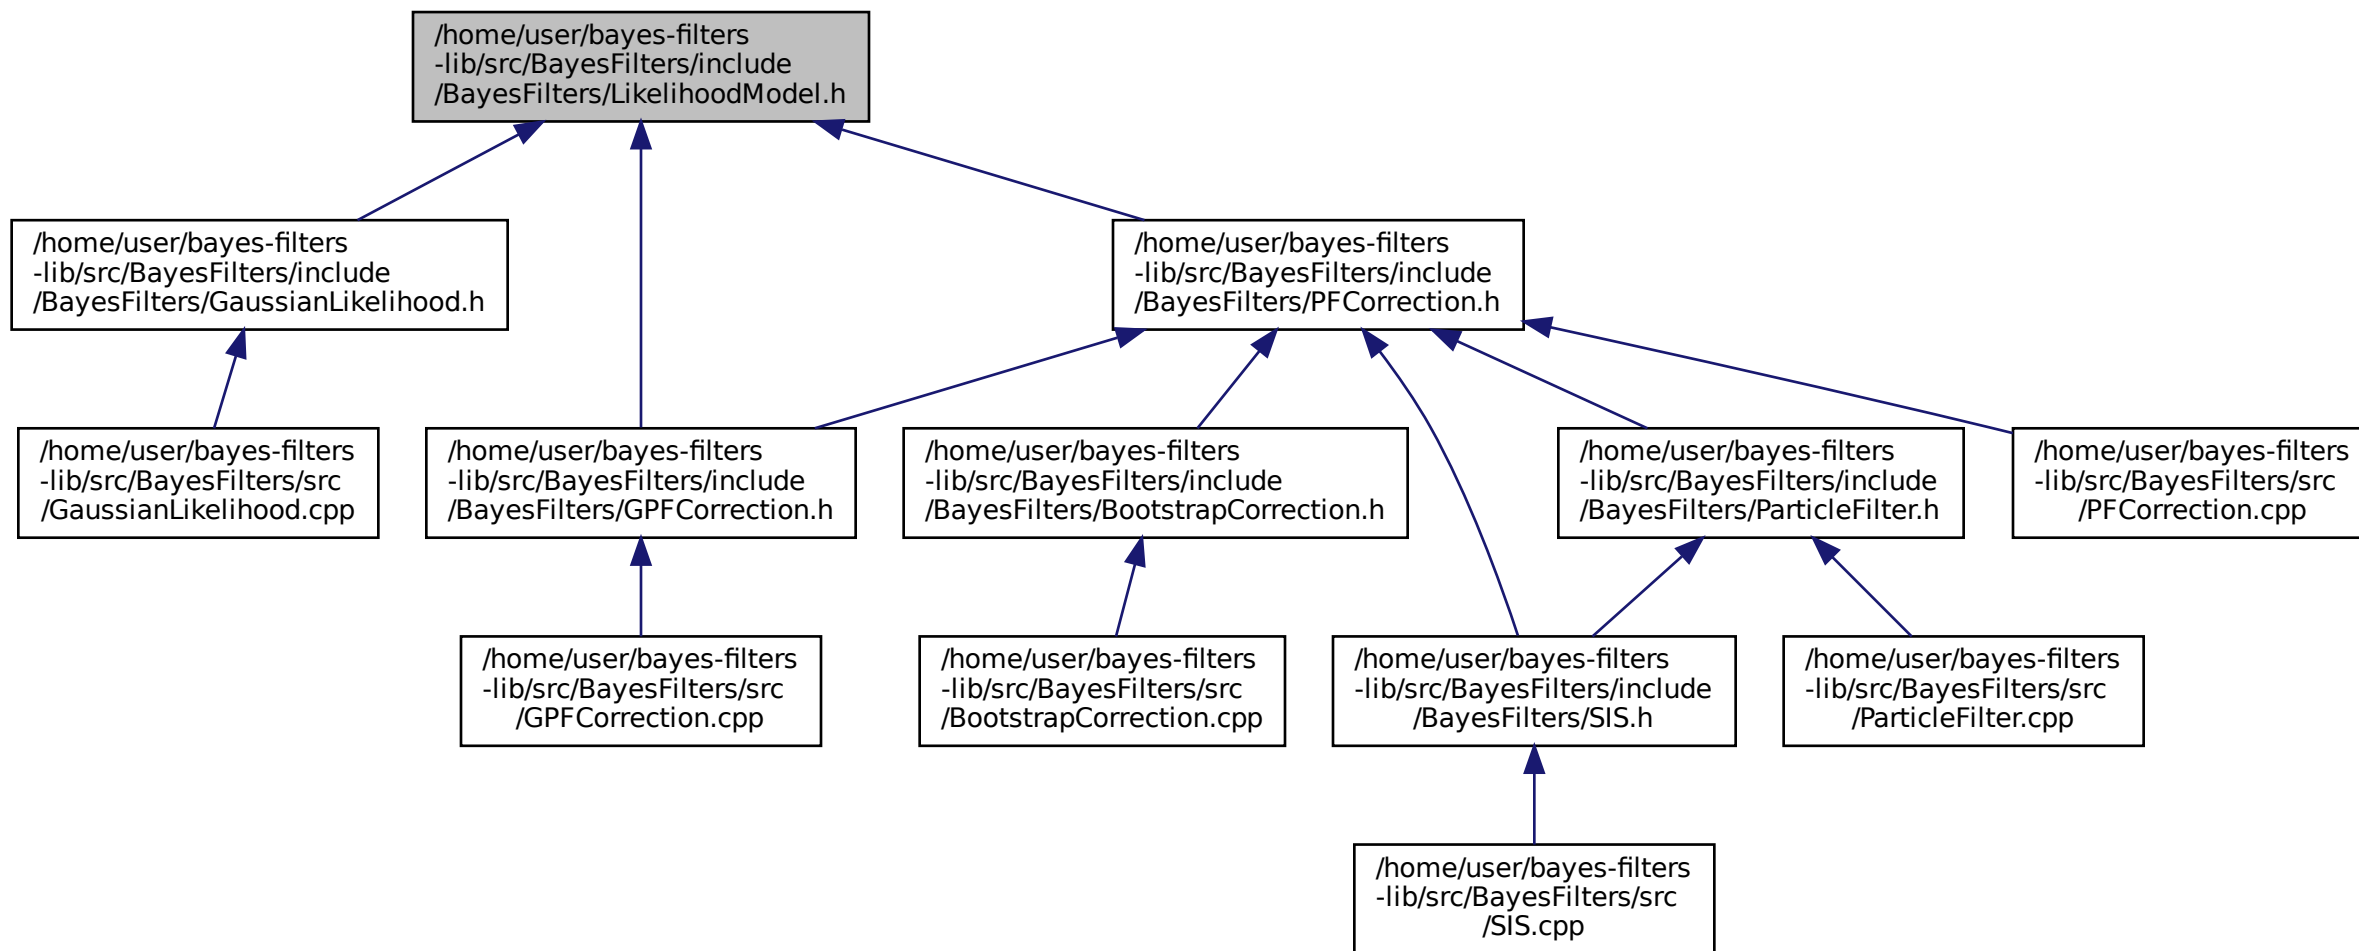 /home/user/bayes-filters
-lib/src/BayesFilters/include
/BayesFilters/LikelihoodModel.h
/home/user/bayes-filters
-lib/src/BayesFilters/include
/BayesFilters/GaussianLikelihood.h
/home/user/bayes-filters
-lib/src/BayesFilters/include
/BayesFilters/PFCorrection.h
/home/user/bayes-filters
-lib/src/BayesFilters/src
/GaussianLikelihood.cpp
/home/user/bayes-filters
-lib/src/BayesFilters/include
/BayesFilters/GPFCorrection.h
/home/user/bayes-filters
-lib/src/BayesFilters/include
/BayesFilters/BootstrapCorrection.h
/home/user/bayes-filters
-lib/src/BayesFilters/include
/BayesFilters/ParticleFilter.h
/home/user/bayes-filters
-lib/src/BayesFilters/src
/PFCorrection.cpp
/home/user/bayes-filters
-lib/src/BayesFilters/src
/GPFCorrection.cpp
/home/user/bayes-filters
-lib/src/BayesFilters/src
/BootstrapCorrection.cpp
/home/user/bayes-filters
-lib/src/BayesFilters/include
/BayesFilters/SIS.h
/home/user/bayes-filters
-lib/src/BayesFilters/src
/ParticleFilter.cpp
/home/user/bayes-filters
-lib/src/BayesFilters/src
/SIS.cpp